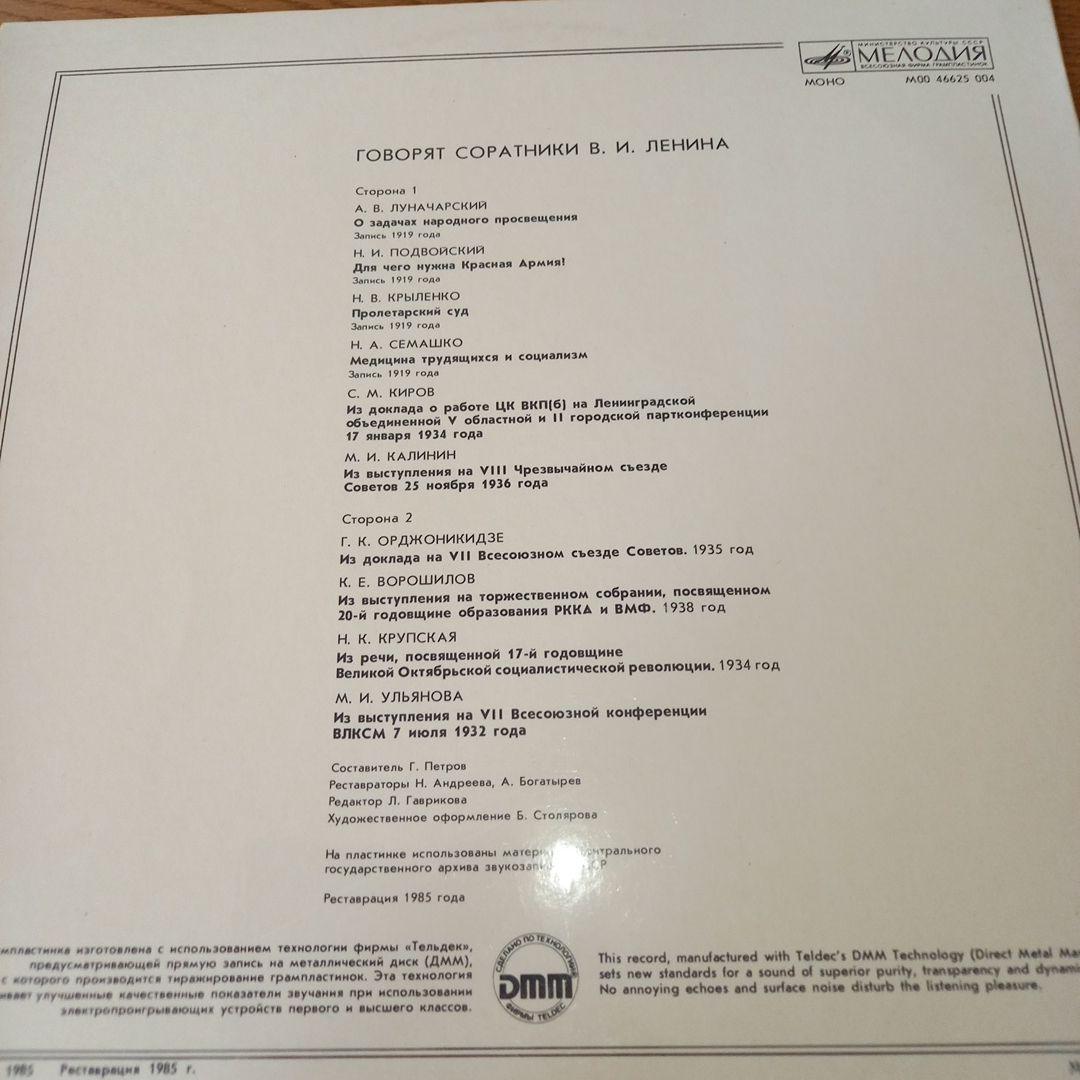 МИНИСТЕРСТВО КУЛЬТУРЫ СССР
МЕЛОДИЯ
ВСЕСОЮЗНАЯ ФИРМА ГРАМПЛАСТИНОК
МОНО М00 46625 004
ГОВОРЯТ СОРАТНИКИ В. И. ЛЕНИНА
Сторона 1
А. В. ЛУНАЧАРСКИЙ
О задачах народного просвещения
Запись 1919 года
Н. И. ПОДВОЙСКИЙ
Для чего нужна Красная Армия!
Запись 1919 года
Н. В. КРЫЛЕНКО
Пролетарский суд
Запись 1919 года
Н. А. СЕМАШКО
Медицина трудящихся и социализм
Запись 1919 года
С. М. КИРОВ
Из доклада о работе ЦК ВКП(б) на Ленинградской
объединенной V областной и II городской партконференции
17 января 1934 года
М. И. КАЛИНИН
Из выступления на VIII Чрезвычайном съезде
Советов 25 ноября 1936 года
Сторона 2
Г. К. ОРДЖОНИКИДЗЕ
Из доклада на VII Всесоюзном съезде Советов. 1935 год
К. Е. ВОРОШИЛОВ
Из выступления на торжественном собрании, посвященном
20-й годовщине образования РККА и ВМФ. 1938 год
Н. К. КРУПСКАЯ
Из речи, посвященной 17-й годовщине
Великой Октябрьской социалистической революции. 1934 год
М. И. УЛЬЯНОВА
Из выступления на VII Всесоюзной конференции
ВЛКСМ 7 июля 1932 года
Составитель Г. Петров
Реставраторы Н. Андреева, А. Богатырев
Редактор Л. Гаврикова
Художественное оформление Б. Столярова
На пластинке использованы
государственного архива
Реставрация 1985 года
изготовлена с использованием технологии фирмы «Тельдек»,
предусматривающей прямую запись на металлический диск (ДММ),
с которого производится тиражирование грампластинок. Эта технология
улучшенные качественные показатели звучания при использовании
электропроигрывающих устройств первого и высшего классов.
СДЕЛАНО ПО ТЕХНОЛОГИИ
DMM
ФИРМЫ TELDEC
This record, manufactured with Teldec's DMM Technology (Direct Metal
sets new standards for a sound of superior purity, transparency and
No annoying echoes and surface noise disturb the listening pleasure.
1985 Реставрация 1985 г.